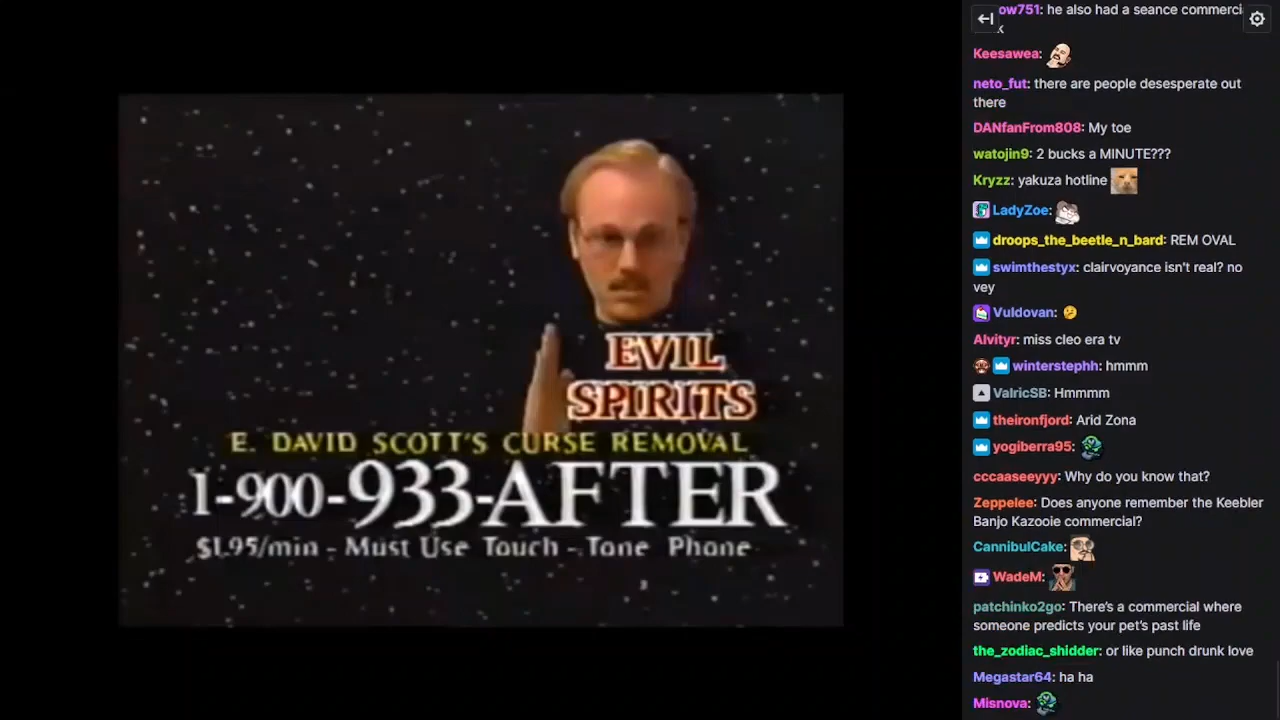 EVIL
SPIRITS
E. DAVID SCOTT'S CURSE REMOVAL
1-900-933-AFTER
$1.95/min - Must Use Touch - Tone Phone
ow751: he also had a seance commerci
k
Keesawea:
neto_fut: there are people desesperate out
there
DANfanFrom808: My toe
watojin9: 2 bucks a MINUTE???
Kryzz: yakuza hotline
LadyZoe:
droops_the_beetle_n_bard: REM OVAL
swimthestyx: clairvoyance isn't real? no
vey
Vuldovan:
Alvityr: miss cleo era tv
winterstephh: hmmm
ValricSB: Hmmmm
theironfjord: Arid Zona
yogiberra95:
cccaaseeyyy: Why do you know that?
Zeppelee: Does anyone remember the Keebler
Banjo Kazooie commercial?
CannibulCake:
WadeM:
patchinko2go: There's a commercial where
someone predicts your pet's past life
the_zodiac_shidder: or like punch drunk love
Megastar64: ha ha
Misnova: